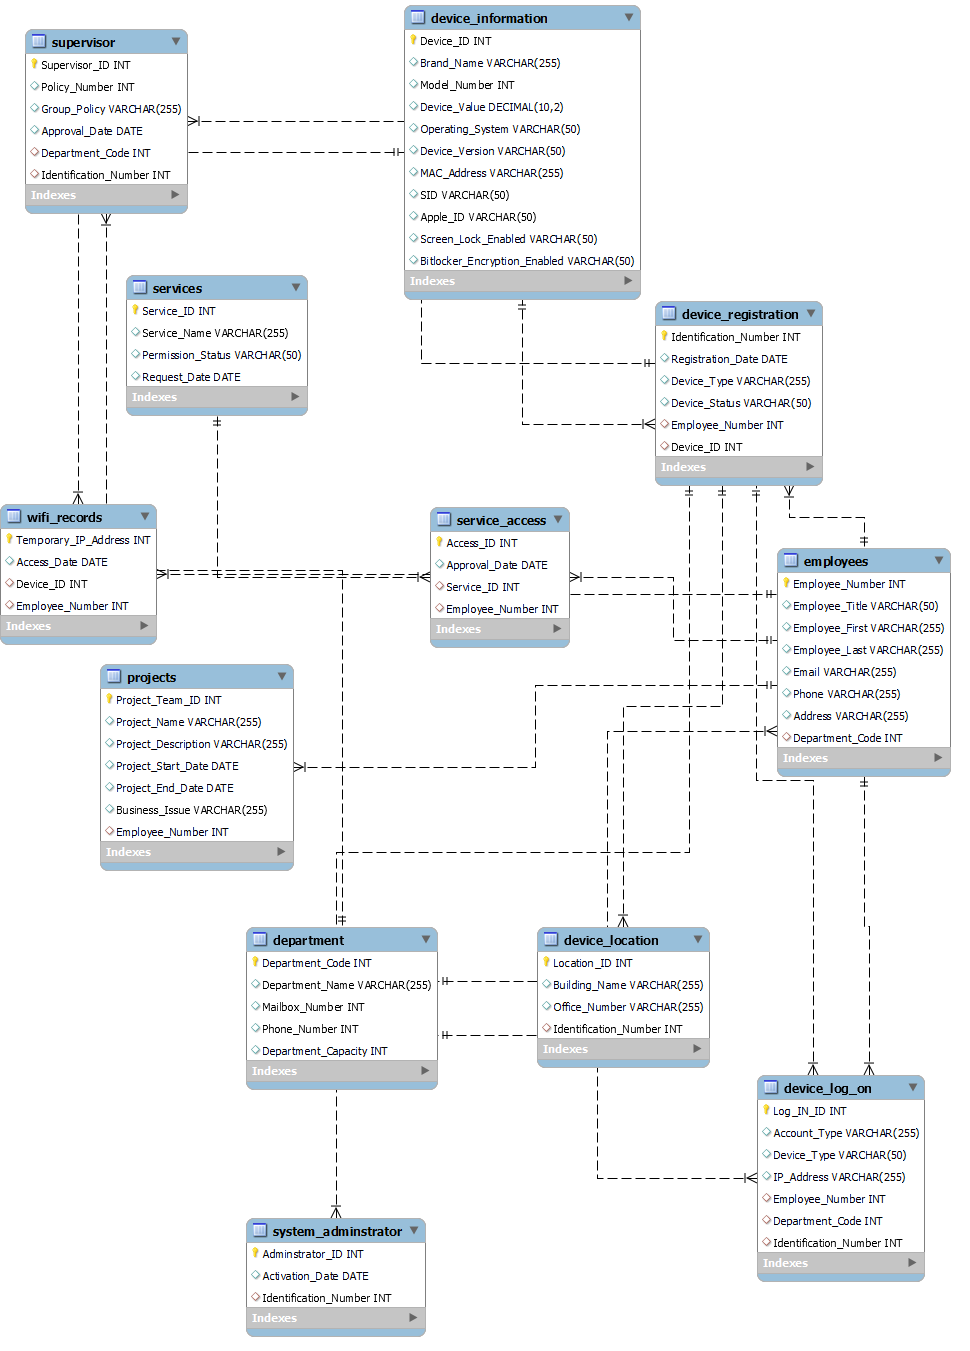 supervisor
Supervisor_ID INT
Policy_Number INT
Group_Policy VARCHAR(255)
Approval_Date DATE
Department_Code INT
Identification_Number INT
Indexes
device_information
Device_ID INT
Brand_Name VARCHAR(255)
Model_Number INT
Device_Value DECIMAL(10,2)
Operating_System VARCHAR(50)
Device_Version VARCHAR(50)
MAC_Address VARCHAR(255)
SID VARCHAR(50)
Apple_ID VARCHAR(50)
Screen_Lock_Enabled VARCHAR(50)
Bitlocker_Encryption_Enabled VARCHAR(50)
Indexes
services
Service_ID INT
Service_Name VARCHAR(255)
Permission_Status VARCHAR(50)
Request_Date DATE
Indexes
device_registration
Identification_Number INT
Registration_Date DATE
Device_Type VARCHAR(255)
Device_Status VARCHAR(50)
Employee_Number INT
Device_ID INT
Indexes
wifi_records
Temporary_IP_Address INT
Access_Date DATE
Device_ID INT
Employee_Number INT
Indexes
service_access
Access_ID INT
Approval_Date DATE
Service_ID INT
Employee_Number INT
Indexes
employees
Employee_Number INT
Employee_Title VARCHAR(50)
Employee_First VARCHAR(255)
Employee_Last VARCHAR(255)
Email VARCHAR(255)
Phone VARCHAR(255)
Address VARCHAR(255)
Department_Code INT
Indexes
projects
Project_Team_ID INT
Project_Name VARCHAR(255)
Project_Description VARCHAR(255)
Project_Start_Date DATE
Project_End_Date DATE
Business_Issue VARCHAR(255)
Employee_Number INT
Indexes
department
Department_Code INT
Department_Name VARCHAR(255)
Mailbox_Number INT
Phone_Number INT
Department_Capacity INT
Indexes
device_location
Location_ID INT
Building_Name VARCHAR(255)
Office_Number VARCHAR(255)
Identification_Number INT
Indexes
device_log_on
Log_IN_ID INT
Account_Type VARCHAR(255)
Device_Type VARCHAR(50)
IP_Address VARCHAR(255)
Employee_Number INT
Department_Code INT
Identification_Number INT
Indexes
system_adminstrator
Adminstrator_ID INT
Activation_Date DATE
Identification_Number INT
Indexes